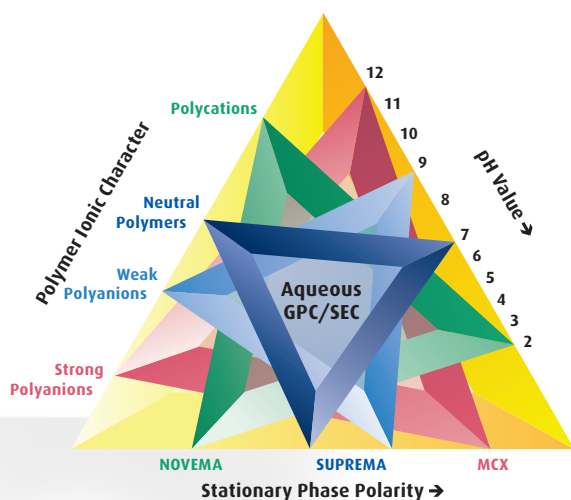 12
11
10
9
8
7
6
5
4
3
2
pH Value ➔
Polymer Ionic Character
Polycations
Neutral
Polymers
Weak
Polyanions
Strong
Polyanions
Aqueous
GPC/SEC
NOVEMA
SUPREMA
MCX
Stationary Phase Polarity ➔